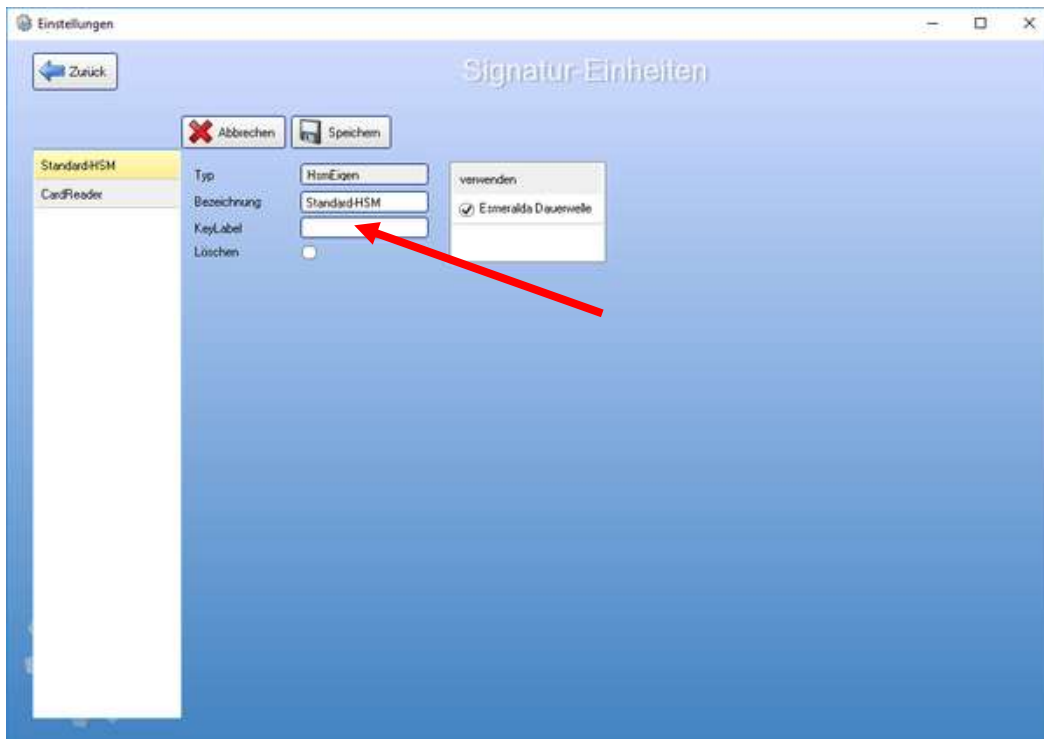 Einstellungen
Zurück
Signatur-Einheiten
Abbrechen
Speichern
Standard-HSM
CardReader
Typ
HsmEigen
Bezeichnung
Standard-HSM
KeyLabel
Löschen
verwenden
Esmeralda Dauerwelle